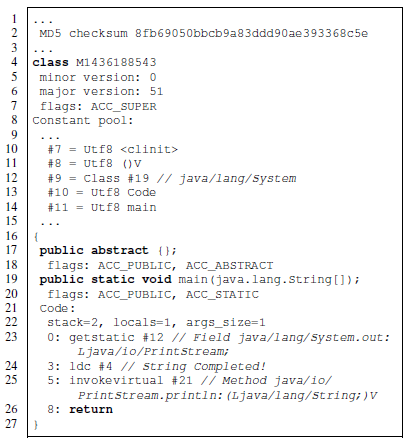 1 ...
2 MD5 checksum 8fb69050bbcb9a83ddd90ae393368c5e
3 ...
4 class M1436188543
5 minor version: 0
6 major version: 51
7 flags: ACC_SUPER
8 Constant pool:
9 ...
10 #7 = Utf8 <clinit>
11 #8 = Utf8 ()V
12 #9 = Class #19 // java/lang/System
13 #10 = Utf8 Code
14 #11 = Utf8 main
15 ...
16 {
17 public abstract {};
18 flags: ACC_PUBLIC, ACC_ABSTRACT
19 public static void main(java.lang.String[]);
20 flags: ACC_PUBLIC, ACC_STATIC
21 Code:
22 stack=2, locals=1, args_size=1
23 0: getstatic #12 // Field java/lang/System.out:
Ljava/io/PrintStream;
24 3: ldc #4 // String Completed!
25 5: invokevirtual #21 // Method java/io/
PrintStream.println:(Ljava/lang/String;)V
26 8: return
27 }